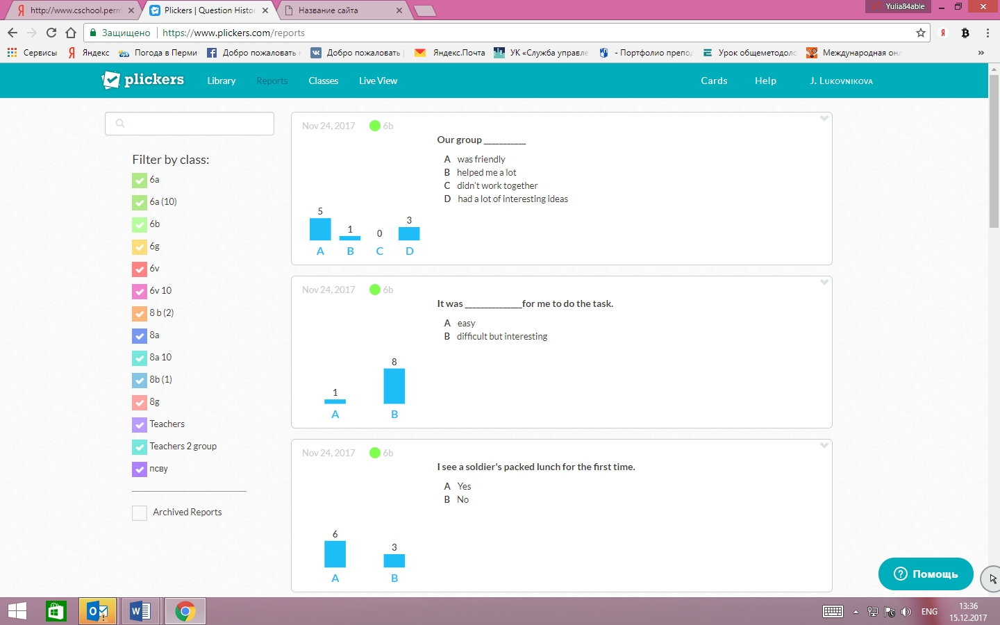 http://www.cschool.perm
Plickers | Question Histor
Название сайта
Yulia84able
Защищено
https://www.plickers.com/reports
Сервисы
Яндекс
Погода в Перми
Добро пожаловать
Добро пожаловать
Яндекс.Почта
УК «Служба управле
- Портфолио препод
Урок общеметодоло
Международная он
»
plickers
Library
Reports
Classes
Live View
Cards
Help
J. Lukovnikova
Filter by class:
6a
6a (10)
6b
6g
6v
6v 10
8 b (2)
8a
8a 10
8b (1)
8g
Teachers
Teachers 2 group
псву
Archived Reports
Nov 24, 2017 6b
Our group ___________
A was friendly
B helped me a lot
C didn't work together
D had a lot of interesting ideas
5 1 0 3
A B C D
Nov 24, 2017 6b
It was _______________for me to do the task.
A easy
B difficult but interesting
1 8
A B
Nov 24, 2017 6b
I see a soldier's packed lunch for the first time.
A Yes
B No
6 3
A B
Помощь
ENG
13:36
15.12.2017